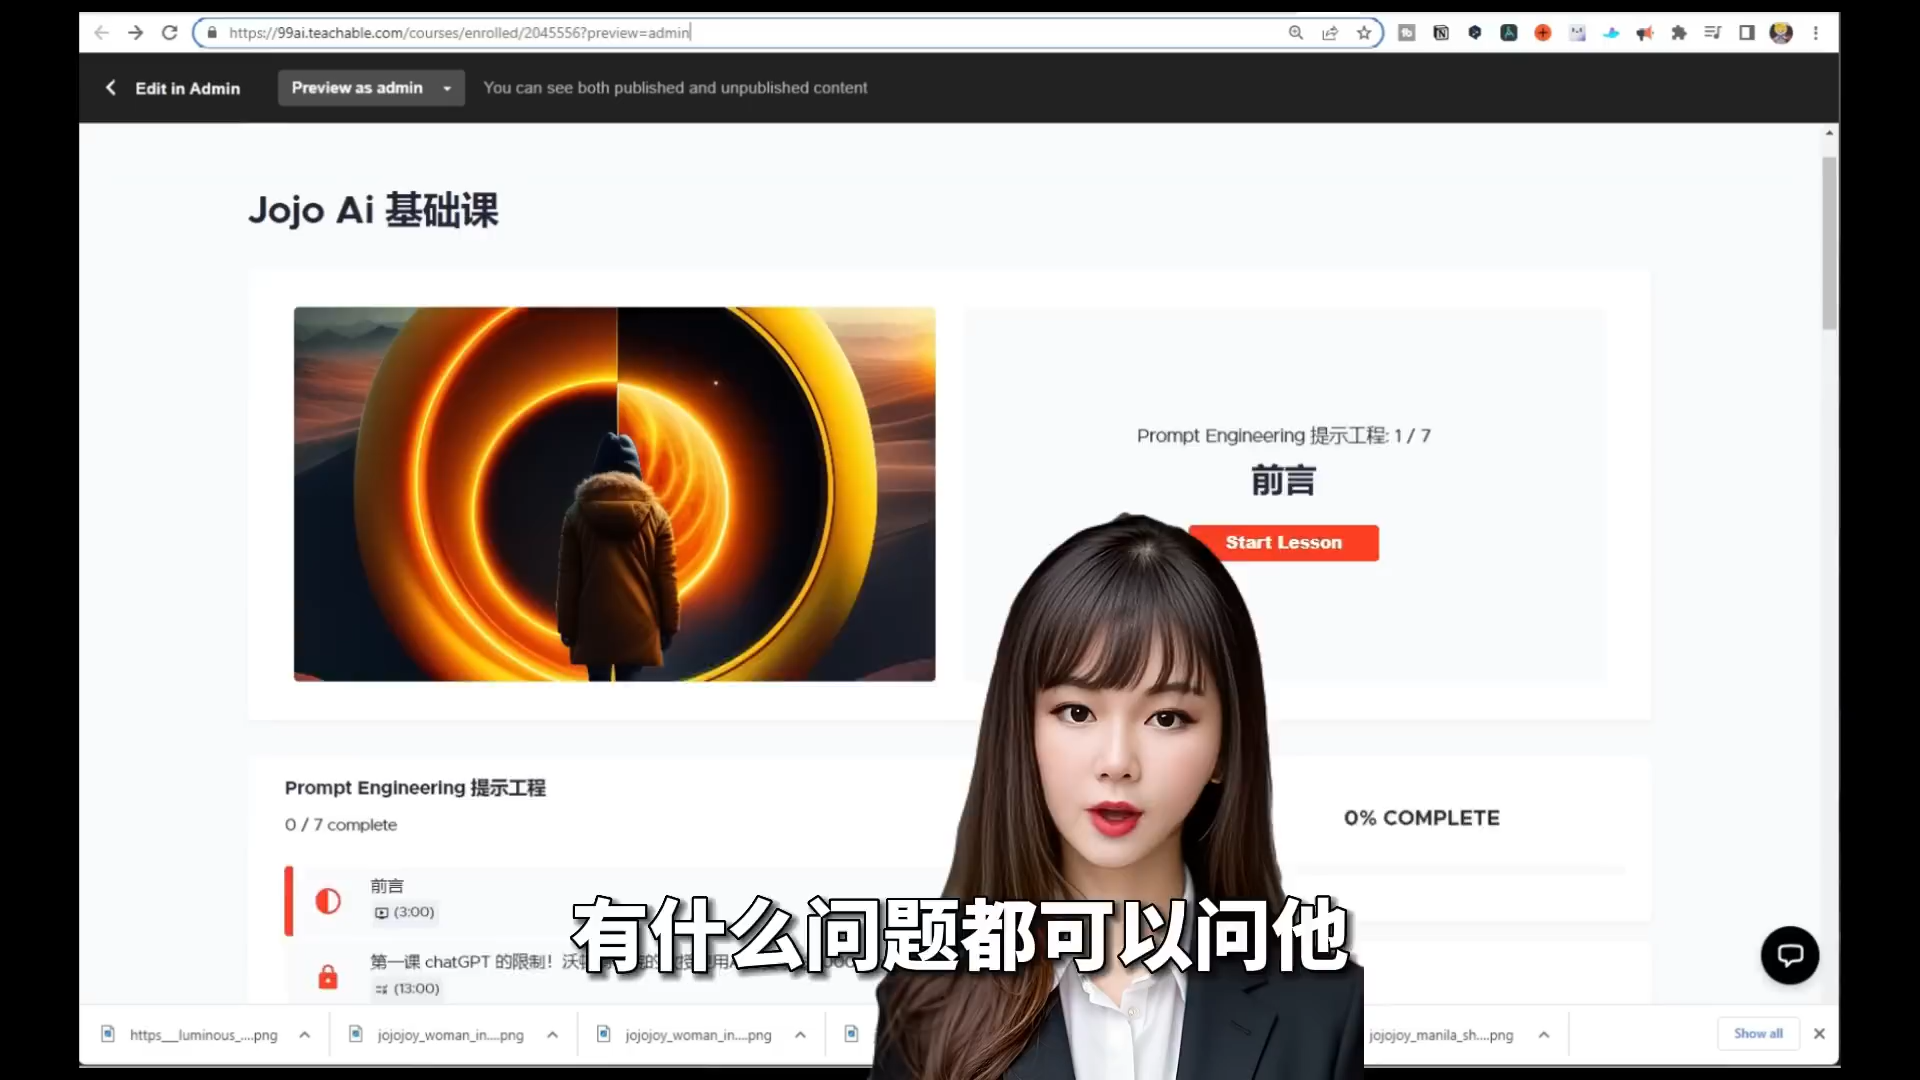 https://99ai.teachable.com/courses/enrolled/2045556?preview=admin
Edit in Admin
Preview as admin
You can see both published and unpublished content
Jojo Ai 基础课
Prompt Engineering 提示工程: 1 / 7
前言
Start Lesson
Prompt Engineering 提示工程
0 / 7 complete
0% COMPLETE
前言
(3:00)
第一课 chatGPT 的限制！沃
(13:00)
有什么问题都可以问他
https__luminous_....png
jojojoy_woman_in....png
jojojoy_woman_in....png
jojojoy_manila_sh....png
Show all